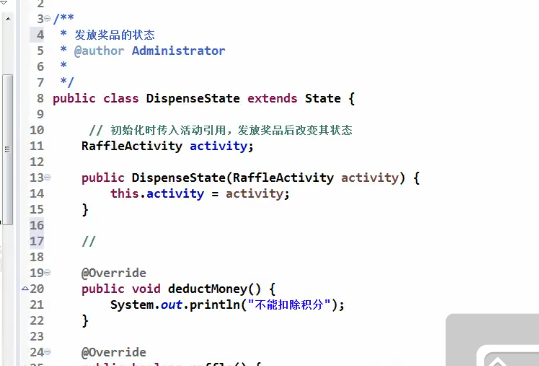 2
3 /**
4 * 发放奖品的状态
5 * @author Administrator
6 *
7 */
8 public class DispenseState extends State {
9
10 // 初始化时传入活动引用，发放奖品后改变其状态
11 RaffleActivity activity;
12
13 public DispenseState(RaffleActivity activity) {
14 this.activity = activity;
15 }
16
17 //
18
19 @Override
20 public void deductMoney() {
21 System.out.println("不能扣除积分");
22 }
23
24 @Override